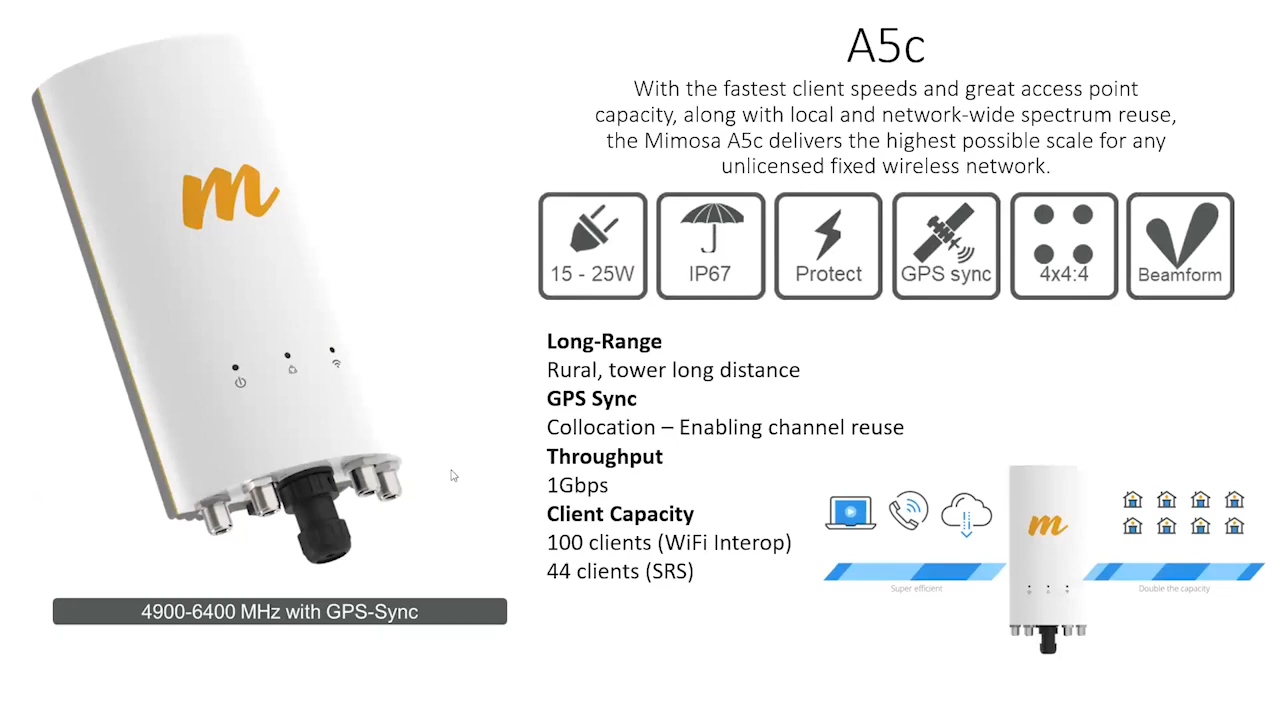 A5c
With the fastest client speeds and great access point
capacity, along with local and network-wide spectrum reuse,
the Mimosa A5c delivers the highest possible scale for any
unlicensed fixed wireless network.
15 - 25W
IP67
Protect
GPS sync
4x4:4
Beamform
Long-Range
Rural, tower long distance
GPS Sync
Collocation – Enabling channel reuse
Throughput
1Gbps
Client Capacity
100 clients (WiFi Interop)
44 clients (SRS)
m
4900-6400 MHz with GPS-Sync
m
Super efficient
Double the capacity